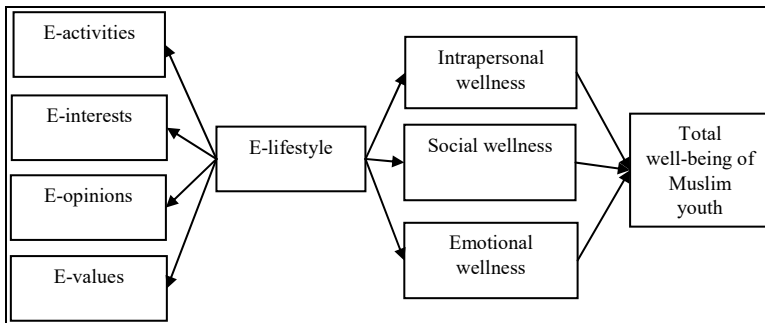 E-activities
E-interests
E-opinions
E-values
E-lifestyle
Intrapersonal
wellness
Social wellness
Emotional
wellness
Total
well-being of
Muslim
youth